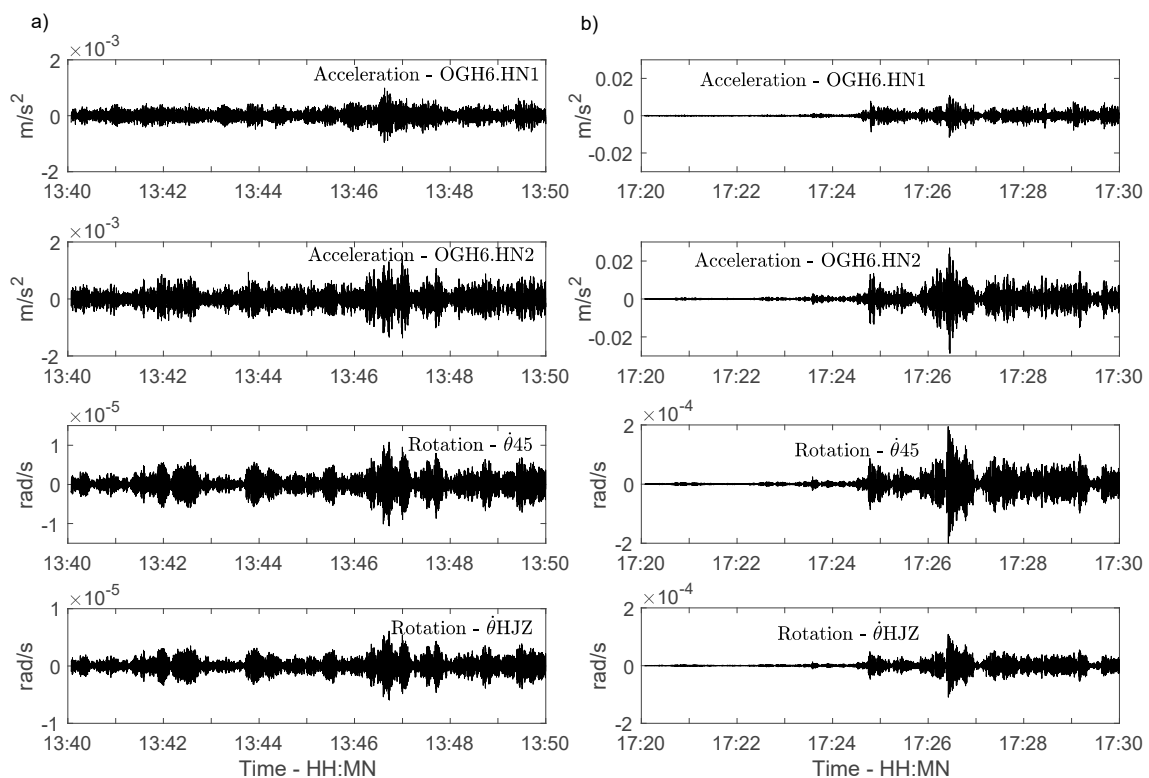 a)
×10⁻³
Acceleration - OGH6.HN1
2
0
-2
m/s²
13:40 13:42 13:44 13:46 13:48 13:50
×10⁻³
Acceleration - OGH6.HN2
2
0
-2
m/s²
13:40 13:42 13:44 13:46 13:48 13:50
×10⁻⁵
Rotation - θ̇45
1
0
-1
rad/s
13:40 13:42 13:44 13:46 13:48 13:50
×10⁻⁵
Rotation - θ̇HJZ
1
0
-1
rad/s
13:40 13:42 13:44 13:46 13:48 13:50
Time - HH:MN
b)
Acceleration - OGH6.HN1
0.02
0
-0.02
m/s²
17:20 17:22 17:24 17:26 17:28 17:30
Acceleration - OGH6.HN2
0.02
0
-0.02
m/s²
17:20 17:22 17:24 17:26 17:28 17:30
×10⁻⁴
Rotation - θ̇45
2
0
-2
rad/s
17:20 17:22 17:24 17:26 17:28 17:30
×10⁻⁴
Rotation - θ̇HJZ
2
0
-2
rad/s
17:20 17:22 17:24 17:26 17:28 17:30
Time - HH:MN